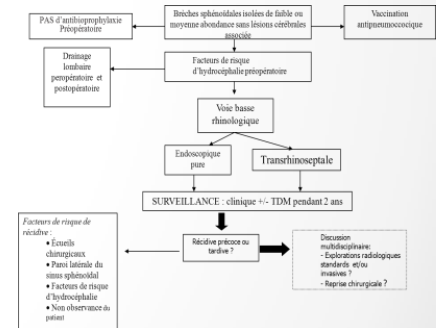 PAS d'antibioprophylaxie
Préopératoire
Brèches sphénoïdales isolées de faible ou
moyenne abondance sans lésions cérébrales
associée
Vaccination
antipneumococcique
Drainage
lombaire
peropératoire et
postopératoire
Facteurs de risque
d'hydrocéphalie préopératoire
Voie basse
rhinologique
Endoscopique
pure
Transrhinoseptale
SURVEILLANCE : clinique +/- TDM pendant 2 ans
Facteurs de risque de
récidive :
• Écueils
chirurgicaux
• Paroi latérale du
sinus sphénoïdal
• Facteurs de risque
d'hydrocéphalie
• Non observance du
patient
Récidive précoce ou
tardive ?
Discussion
multidisciplinaire:
- Explorations radiologiques
standards et/ou
invasives ?
- Reprise chirurgicale ?